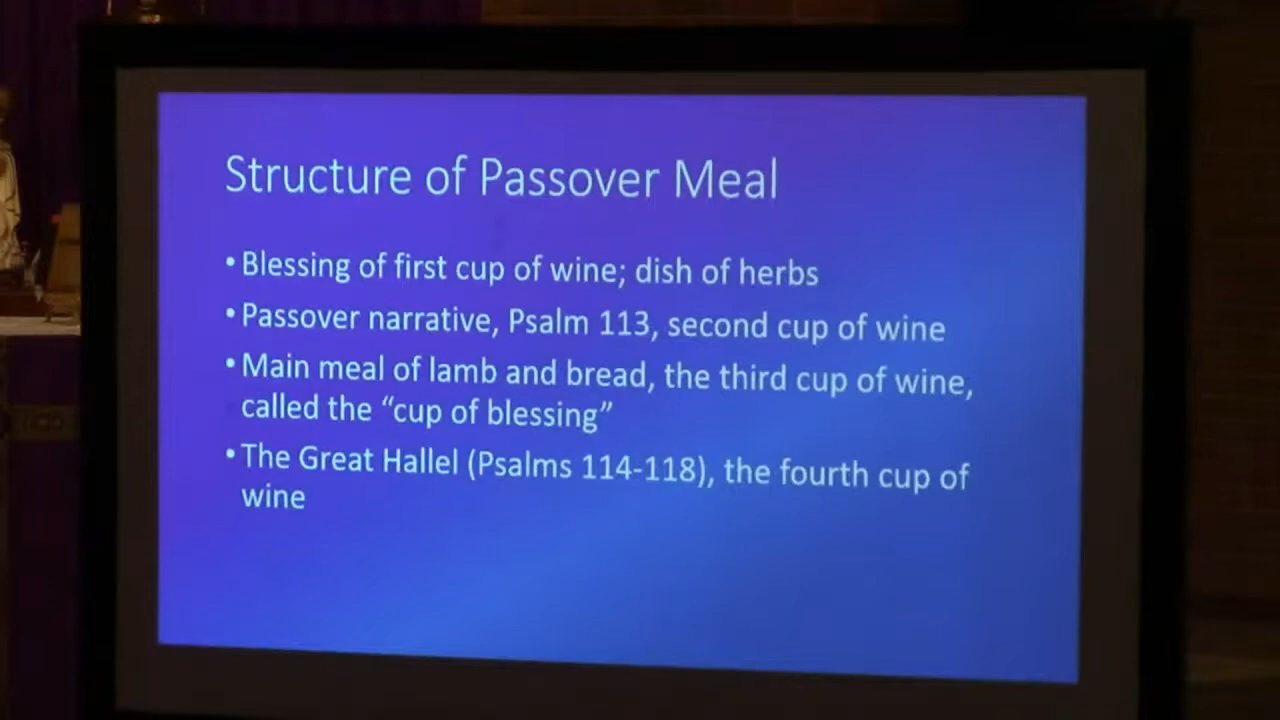 Structure of Passover Meal
• Blessing of first cup of wine; dish of herbs
• Passover narrative, Psalm 113, second cup of wine
• Main meal of lamb and bread, the third cup of wine,
called the “cup of blessing”
• The Great Hallel (Psalms 114-118), the fourth cup of
wine